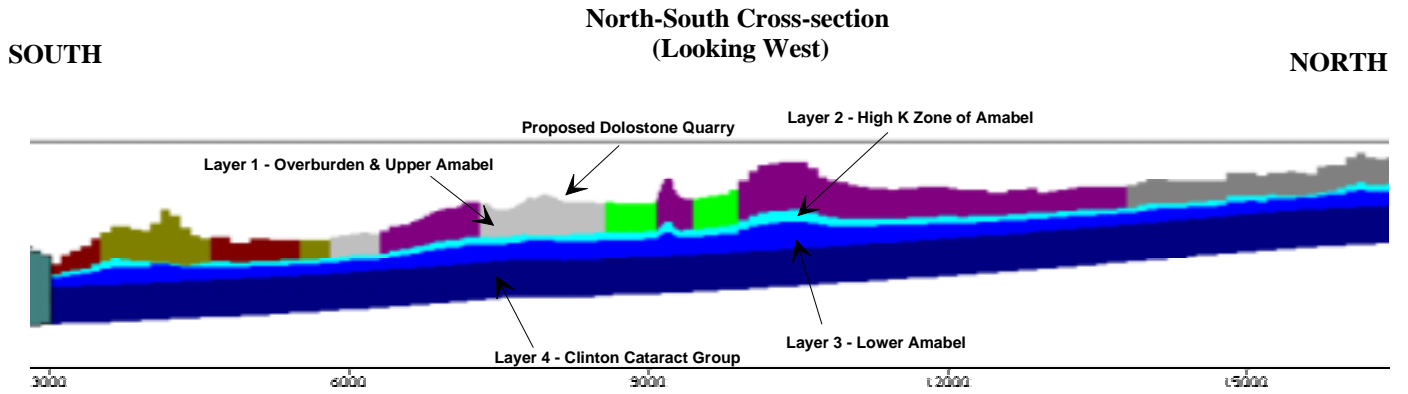 North-South Cross-section
(Looking West)
SOUTH
NORTH
Layer 2 - High K Zone of Amabel
Proposed Dolostone Quarry
Layer 1 - Overburden & Upper Amabel
Layer 3 - Lower Amabel
Layer 4 - Clinton Cataract Group
3000 6000 9000 12000 15000